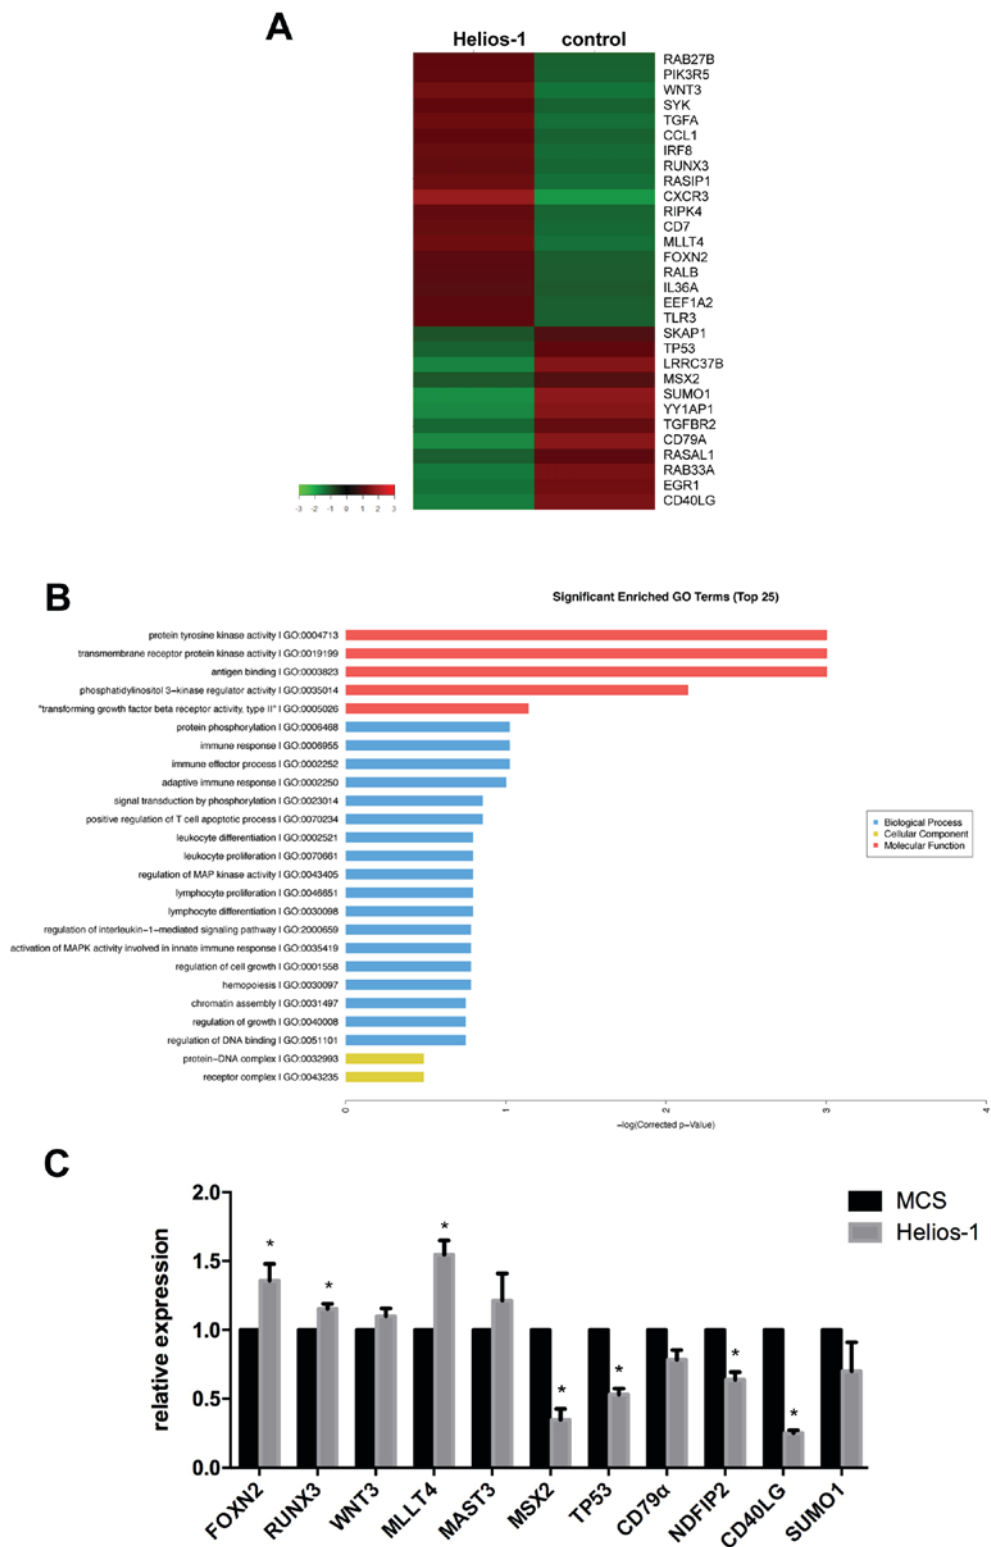 A
Helios-1 control
RAB27B
PIK3R5
WNT3
SYK
TGFA
CCL1
IRF8
RUNX3
RASIP1
CXCR3
RIPK4
CD7
MLLT4
FOXN2
RALB
IL36A
EEF1A2
TLR3
SKAP1
TP53
LRRC37B
MSX2
SUMO1
YY1AP1
TGFBR2
CD79A
RASAL1
RAB33A
EGR1
CD40LG
-3 -2 -1 0 1 2 3
B
Significant Enriched GO Terms (Top 25)
protein tyrosine kinase activity | GO:0004713
transmembrane receptor protein kinase activity | GO:0019199
antigen binding | GO:0003823
phosphatidylinositol 3-kinase regulator activity | GO:0035014
"transforming growth factor beta receptor activity, type II" | GO:0005026
protein phosphorylation | GO:0006468
immune response | GO:0006955
immune effector process | GO:0002252
adaptive immune response | GO:0002250
signal transduction by phosphorylation | GO:0023014
positive regulation of T cell apoptotic process | GO:0070234
leukocyte differentiation | GO:0002521
leukocyte proliferation | GO:0070661
regulation of MAP kinase activity | GO:0043405
lymphocyte proliferation | GO:0046651
lymphocyte differentiation | GO:0030098
regulation of interleukin-1-mediated signaling pathway | GO:2000659
activation of MAPK activity involved in innate immune response | GO:0035419
regulation of cell growth | GO:0001558
hemopoiesis | GO:0030097
chromatin assembly | GO:0031497
regulation of growth | GO:0040008
regulation of DNA binding | GO:0051101
protein-DNA complex | GO:0032993
receptor complex | GO:0043235
Biological Process
Cellular Component
Molecular Function
0 1 2 3 4
-log(Corrected p-Value)
C
MCS
Helios-1
relative expression
2.0
1.5
1.0
0.5
0.0
* * * * * * *
FOXN2 RUNX3 WNT3 MLLT4 MAST3 MSX2 TP53 CD79α NDFIP2 CD40LG SUMO1